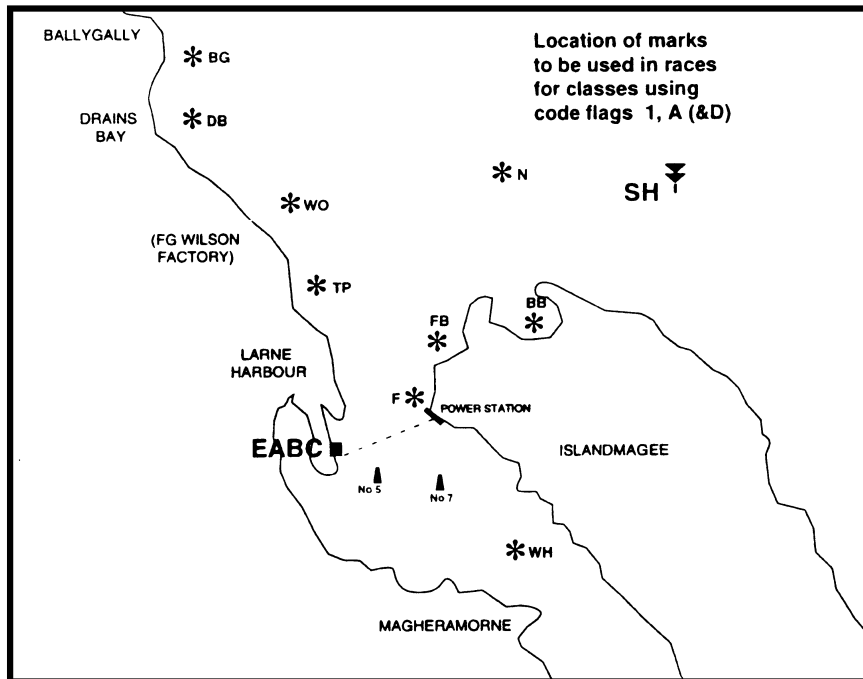 BALLYGALLY
BG
Location of marks
to be used in races
for classes using
code flags 1, A (&D)
DRAINS
BAY
DB
N
SH
WO
(FG WILSON
FACTORY)
TP
BB
FB
LARNE
HARBOUR
F
POWER STATION
EABC
ISLANDMAGEE
No 5
No 7
WH
MAGHERAMORNE